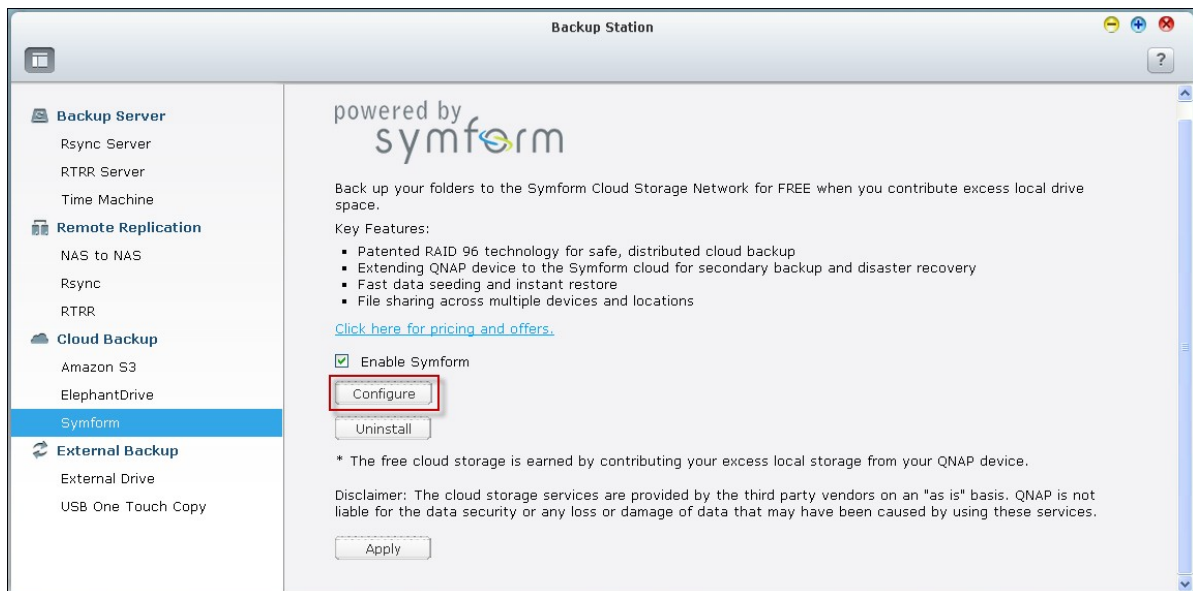 Backup Station
?
Backup Server
Rsync Server
RTRR Server
Time Machine
Remote Replication
NAS to NAS
Rsync
RTRR
Cloud Backup
Amazon S3
ElephantDrive
Symform
External Backup
External Drive
USB One Touch Copy
powered by
symform
Back up your folders to the Symform Cloud Storage Network for FREE when you contribute excess local drive
space.
Key Features:
▪ Patented RAID 96 technology for safe, distributed cloud backup
▪ Extending QNAP device to the Symform cloud for secondary backup and disaster recovery
▪ Fast data seeding and instant restore
▪ File sharing across multiple devices and locations
Click here for pricing and offers.
Enable Symform
Configure
Uninstall
* The free cloud storage is earned by contributing your excess local storage from your QNAP device.
Disclaimer: The cloud storage services are provided by the third party vendors on an "as is" basis. QNAP is not
liable for the data security or any loss or damage of data that may have been caused by using these services.
Apply